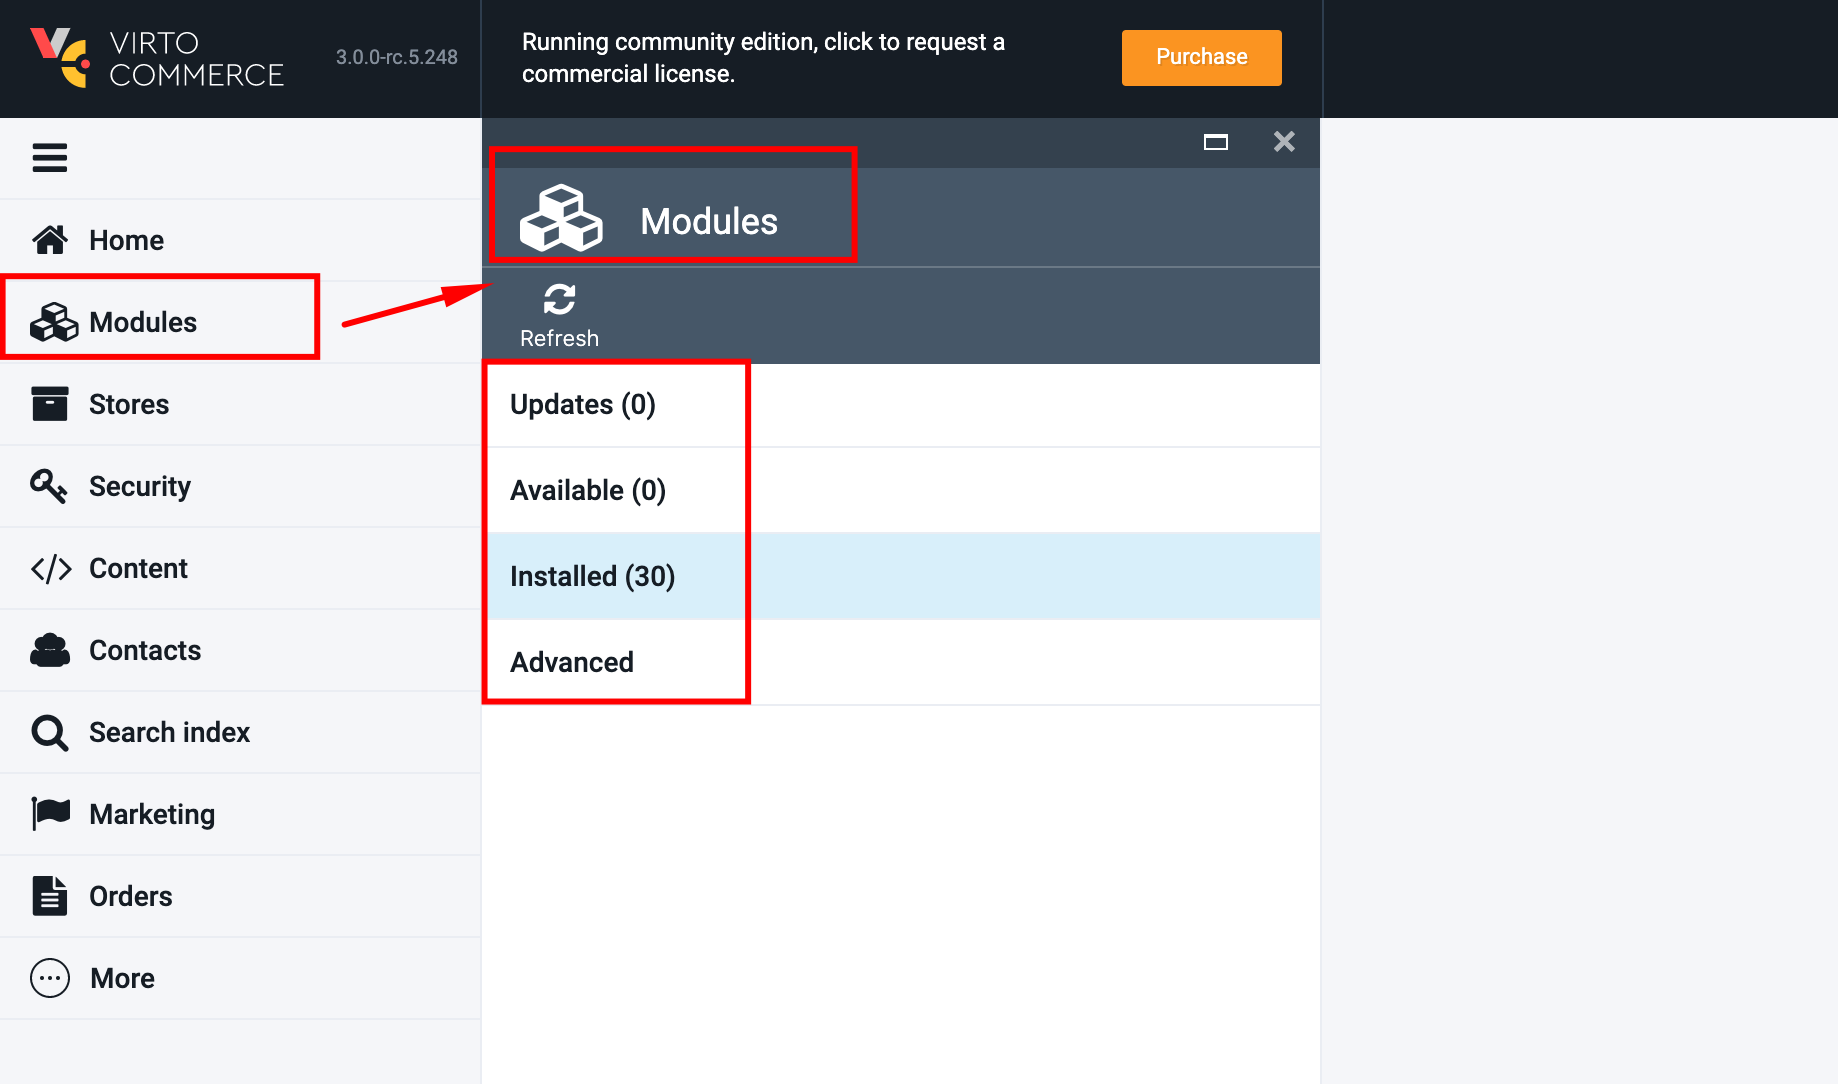 VIRTO
COMMERCE
3.0.0-rc.5.248
Running community edition, click to request a
commercial license.
Purchase
Home
Modules
Stores
Security
Content
Contacts
Search index
Marketing
Orders
More
Modules
Refresh
Updates (0)
Available (0)
Installed (30)
Advanced